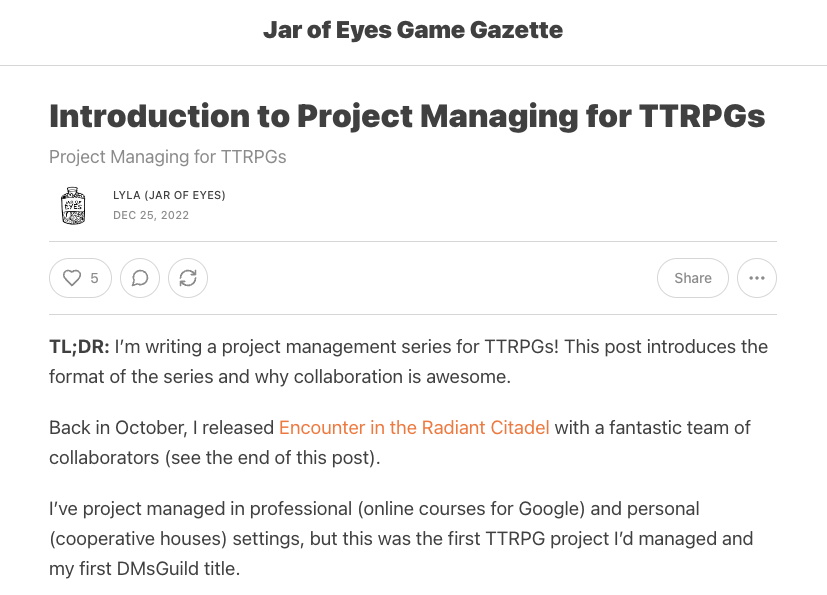 Jar of Eyes Game Gazette
Introduction to Project Managing for TTRPGs
Project Managing for TTRPGs
JAR OF
EYES
LYLA (JAR OF EYES)
DEC 25, 2022
5
Share
TL;DR: I’m writing a project management series for TTRPGs! This post introduces the
format of the series and why collaboration is awesome.
Back in October, I released Encounter in the Radiant Citadel with a fantastic team of
collaborators (see the end of this post).
I’ve project managed in professional (online courses for Google) and personal
(cooperative houses) settings, but this was the first TTRPG project I’d managed and
my first DMsGuild title.